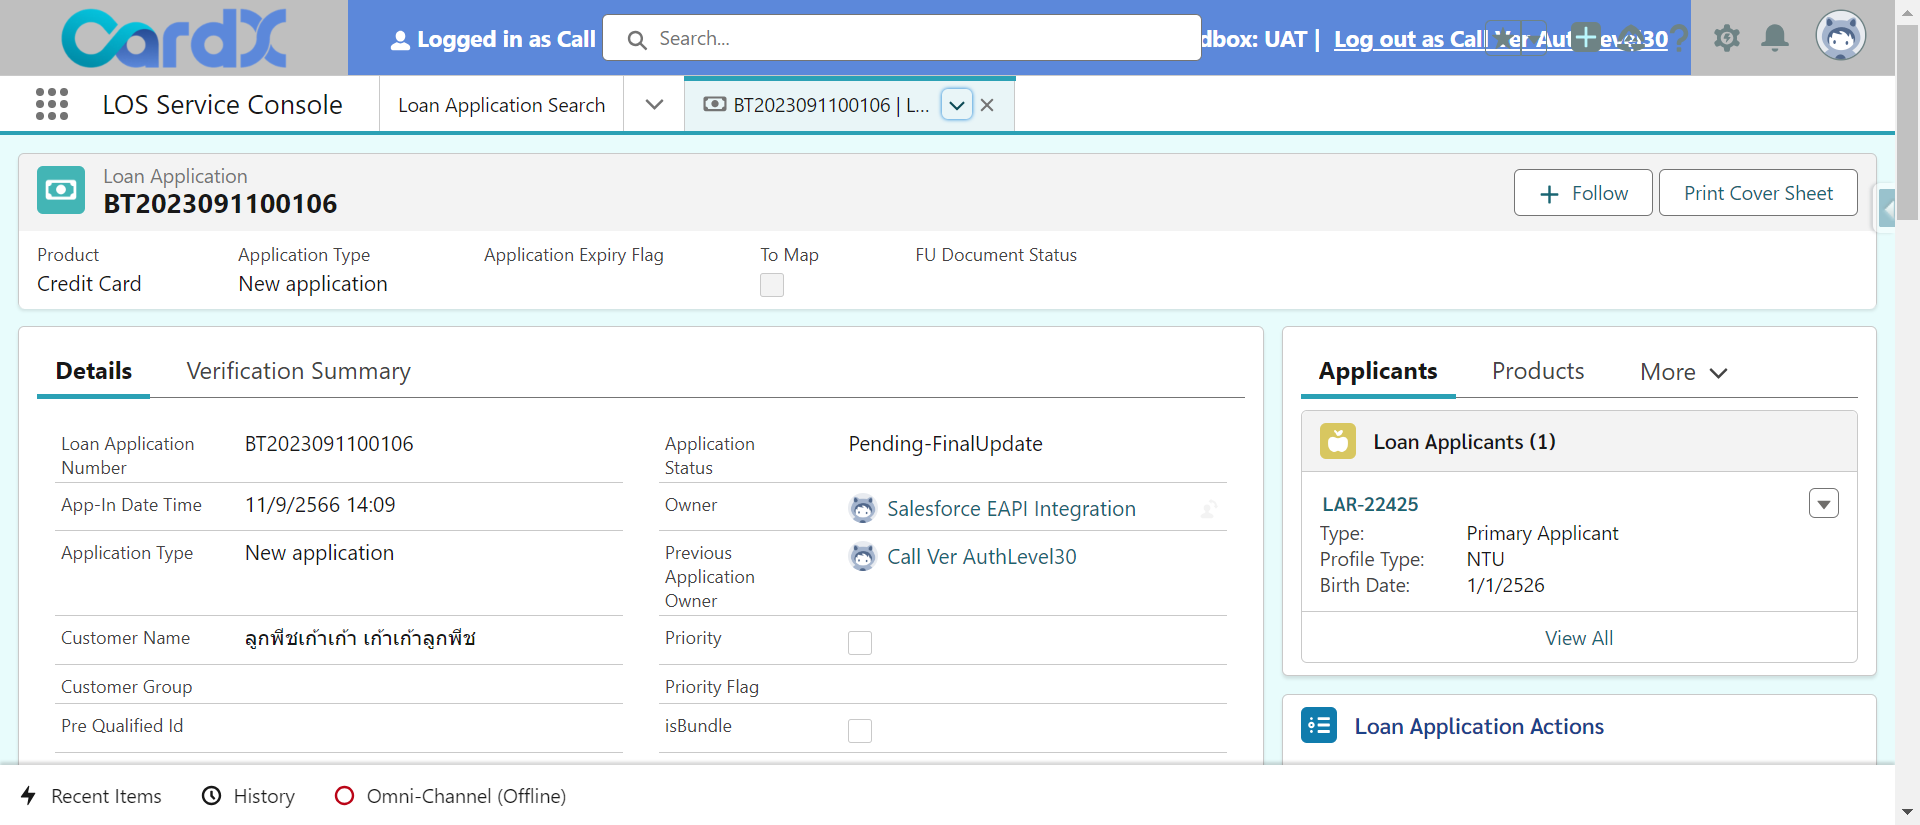 CardX
Logged in as Call
Search...
dbox: UAT |
Log out as Call Ver AuthLevel30
LOS Service Console
Loan Application Search
BT2023091100106 | L...
Loan Application
BT2023091100106
Follow
Print Cover Sheet
Product
Application Type
Application Expiry Flag
To Map
FU Document Status
Credit Card
New application
Details
Verification Summary
Loan Application Number
BT2023091100106
Application Status
Pending-FinalUpdate
App-In Date Time
11/9/2566 14:09
Owner
Salesforce EAPI Integration
Application Type
New application
Previous Application Owner
Call Ver AuthLevel30
Customer Name
ลูกพีชเก้าเก้า เก้าเก้าลูกพีช
Priority
Customer Group
Priority Flag
Pre Qualified Id
isBundle
Applicants
Products
More
Loan Applicants (1)
LAR-22425
Type: Primary Applicant
Profile Type: NTU
Birth Date: 1/1/2526
View All
Loan Application Actions
Recent Items
History
Omni-Channel (Offline)